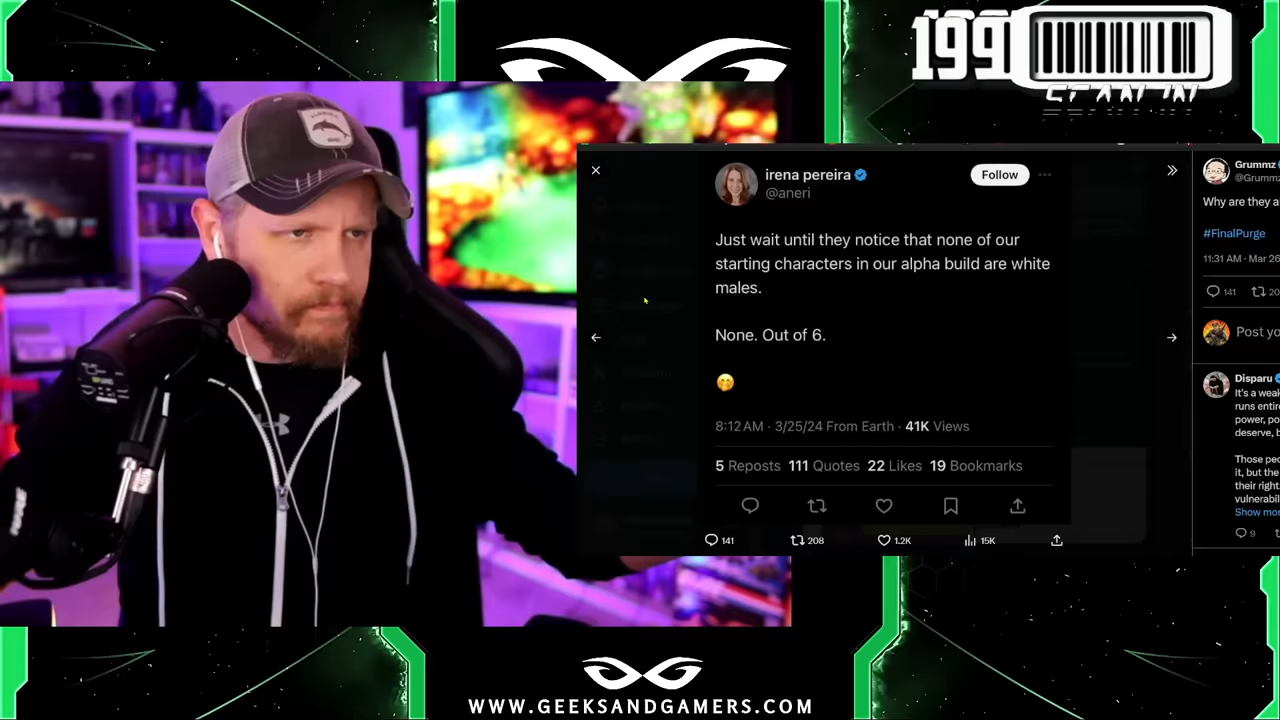 199
irena pereira
@aneri
Follow
Just wait until they notice that none of our
starting characters in our alpha build are white
males.
None. Out of 6.
8:12 AM · 3/25/24 From Earth · 41K Views
5 Reposts 111 Quotes 22 Likes 19 Bookmarks
141 208 1.2K 15K
Grummz
@Grummz
Why are they a
#FinalPurge
11:31 AM · Mar 26
141 20
Post yo
Disparu
It's a weak
runs entire
power, po
deserve, b
Those peo
it, but the
their right.
vulnerabil
Show mor
9
WWW.GEEKSANDGAMERS.COM